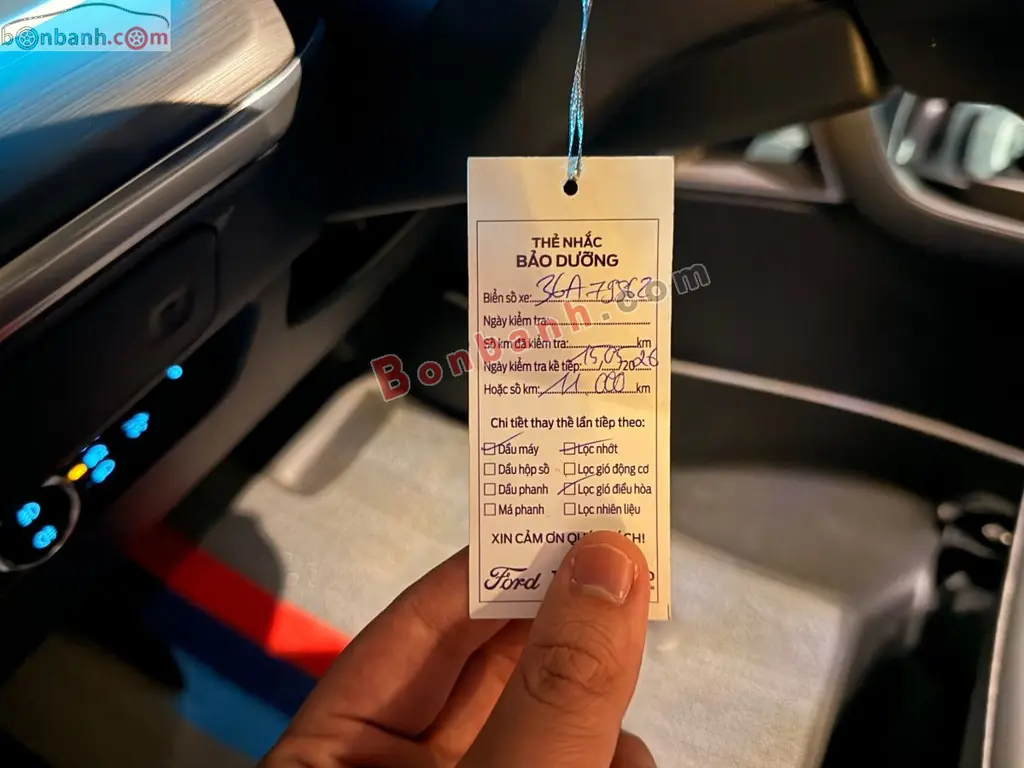 bonbanh.com
THẺ NHẮC
BẢO DƯỠNG
Biển số xe: 36A-79862
Ngày kiểm tra:
Số km đã kiểm tra: km
Ngày kiểm tra kế tiếp: 15/05/2026
Hoặc số km: 11 000 km
Bonbanh.com
Chi tiết thay thế lần tiếp theo:
Dầu máy Lọc nhớt
Dầu hộp số Lọc gió động cơ
Dầu phanh Lọc gió điều hòa
Má phanh Lọc nhiên liệu
XIN CẢM ƠN
Ford